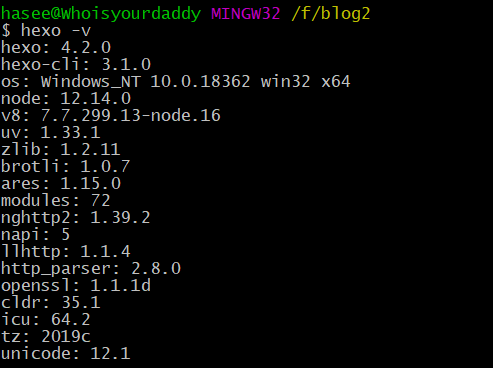 hasee@Whoisyourdaddy MINGW32 /f/blog2
$ hexo -v
hexo: 4.2.0
hexo-cli: 3.1.0
os: Windows_NT 10.0.18362 win32 x64
node: 12.14.0
v8: 7.7.299.13-node.16
uv: 1.33.1
zlib: 1.2.11
brotli: 1.0.7
ares: 1.15.0
modules: 72
nghttp2: 1.39.2
napi: 5
llhttp: 1.1.4
http_parser: 2.8.0
openssl: 1.1.1d
cldr: 35.1
icu: 64.2
tz: 2019c
unicode: 12.1